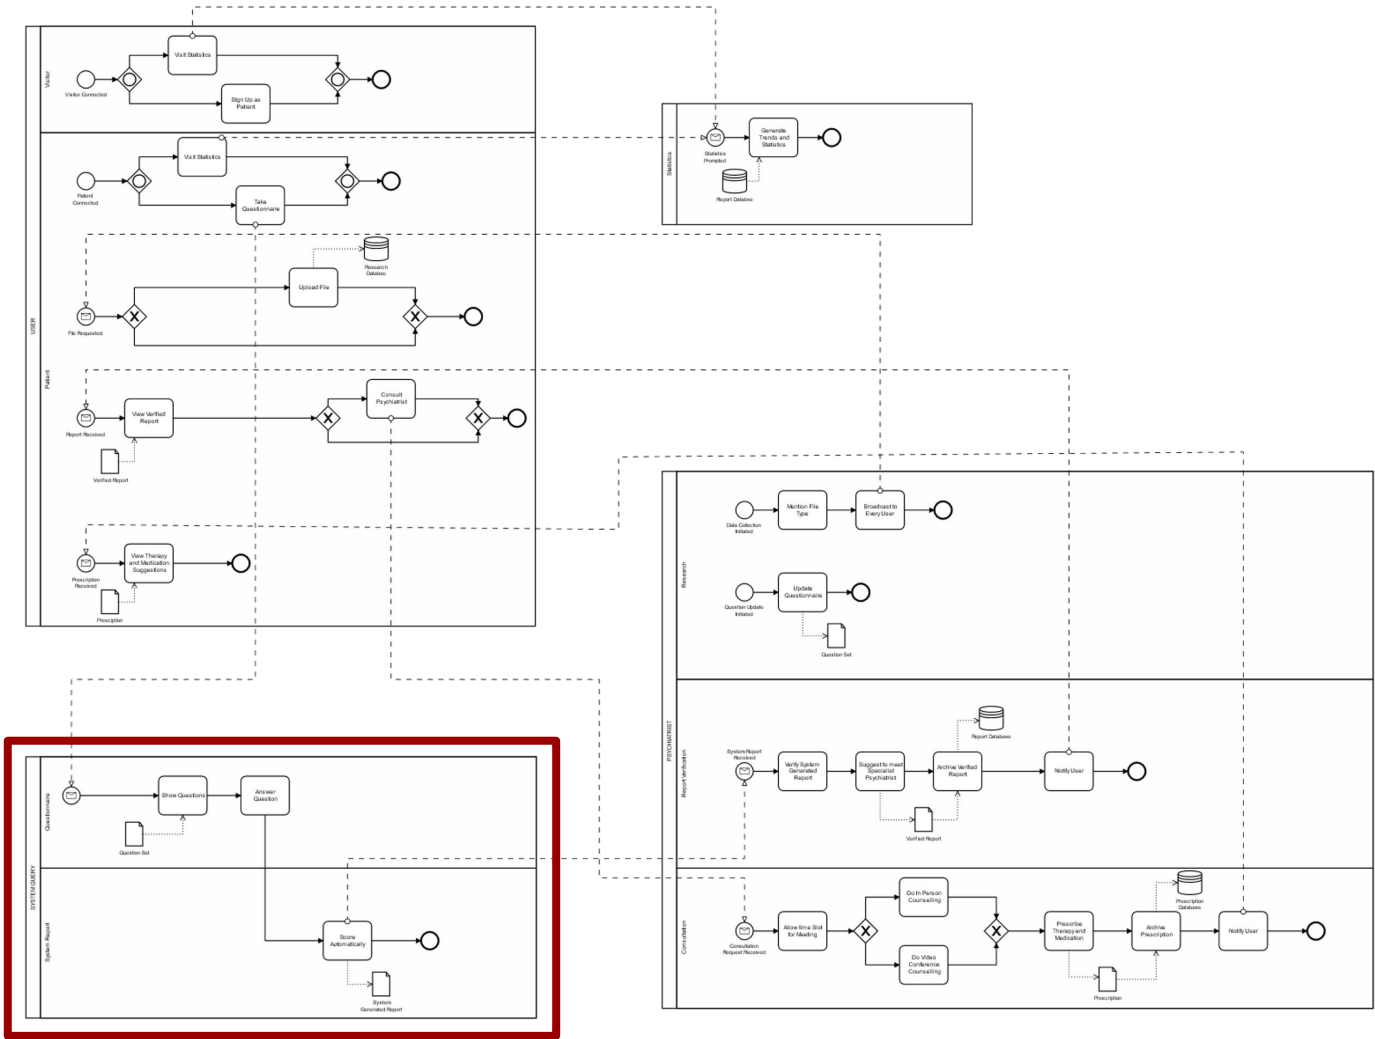 USER
Visitor
Visitor Connected
Visit Statistics
Sign Up as
Patient
Patient
Patient
Connected
Visit Statistics
Take
Questionnaire
File Requested
Upload File
Research
Databse
Report Received
View Verified
Report
Verified Report
Consult
Psychiatrist
Prescription
Received
View Therapy
and Medication
Suggestions
Presciption
Statistics
Statistics
Prompted
Generate
Trends and
Statistics
Report Databse
SYSTEM QUERY
Questionnaire
Show Questions
Question Set
Answer
Question
System Report
Score
Automatically
System
Generated Report
PSYCHIATRIST
Research
Data Collection
Initiated
Mention File
Type
Broadcast to
Every User
Question Update
Initiated
Update
Questionnaire
Question Set
Report Verification
System Report
Received
Verify System
Generated
Report
Suggest to meet
Specialist
Psychiatrist
Verified Report
Archive Verified
Report
Report Database
Notify User
Consultation
Consultation
Request Received
Allow time Slot
for Meeting
Do In Person
Counselling
Do Video
Conference
Counselling
Prescribe
Therapy and
Medication
Prescription
Archive
Prescription
Prescription
Database
Notify User